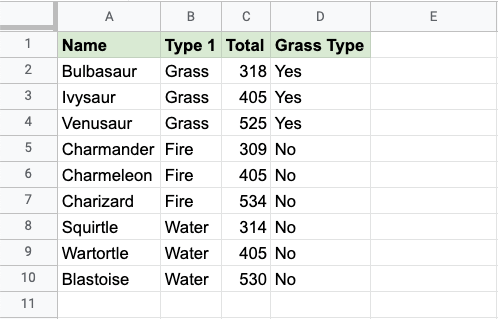 A B C D E
1 Name Type 1 Total Grass Type
2 Bulbasaur Grass 318 Yes
3 Ivysaur Grass 405 Yes
4 Venusaur Grass 525 Yes
5 Charmander Fire 309 No
6 Charmeleon Fire 405 No
7 Charizard Fire 534 No
8 Squirtle Water 314 No
9 Wartortle Water 405 No
10 Blastoise Water 530 No
11